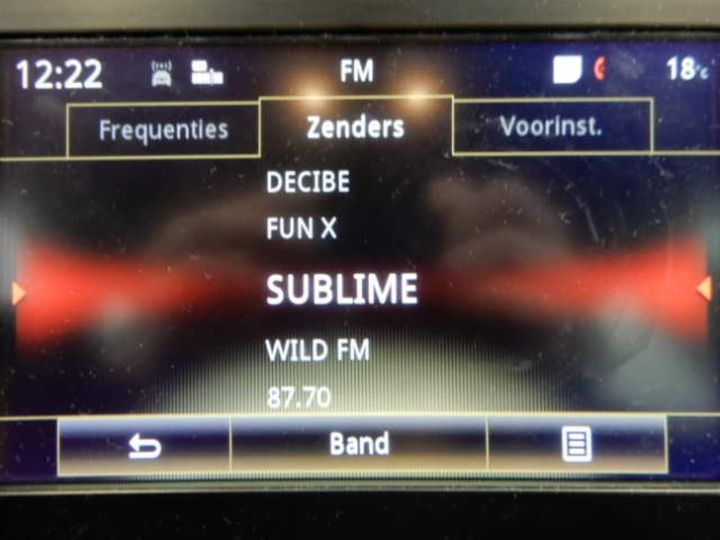 12:22 FM 18°C
Frequenties Zenders Voorinst.
DECIBE
FUN X
SUBLIME
WILD FM
87.70
Band